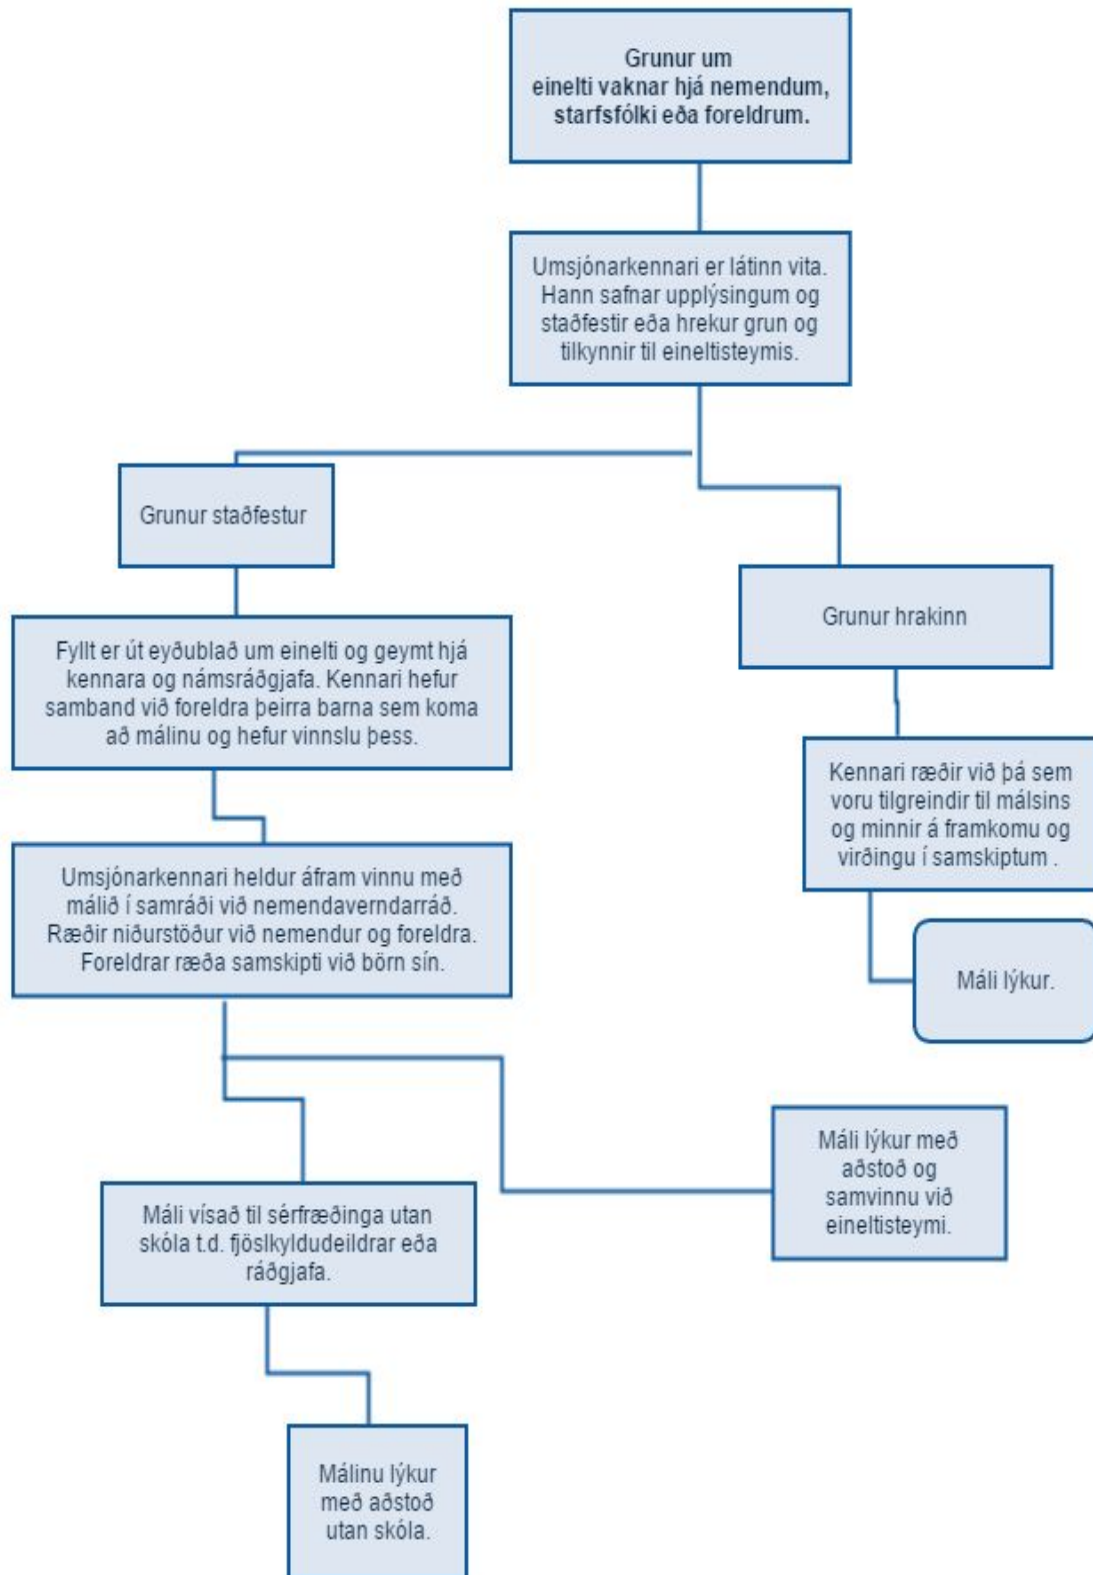 Grunur um
einelti vaknar hjá nemendum,
starfsfólki eða foreldrum.
Umsjónarkennari er látinn vita.
Hann safnar upplýsingum og
staðfestir eða hrekur grun og
tilkynnir til eineltisteymis.
Grunur staðfestur
Grunur hrakinn
Fyllt er út eyðublað um einelti og geymt hjá
kennara og námsráðgjafa. Kennari hefur
samband við foreldra þeirra barna sem koma
að málinu og hefur vinnslu þess.
Kennari ræðir við þá sem
voru tilgreindir til málsins
og minnir á framkomu og
virðingu í samskiptum .
Umsjónarkennari heldur áfram vinnu með
málið í samráði við nemendaverndarráð.
Ræðir niðurstöður við nemendur og foreldra.
Foreldrar ræða samskipti við börn sín.
Máli lýkur.
Máli lýkur með
aðstoð og
samvinnu við
eineltisteymi.
Máli vísað til sérfræðinga utan
skóla t.d. fjöslkyldudeildrar eða
ráðgjafa.
Málinu lýkur
með aðstoð
utan skóla.